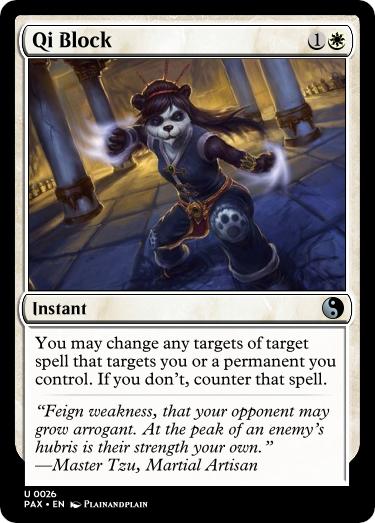 Qi Block 1
Instant
You may change any targets of target
spell that targets you or a permanent you
control. If you don't, counter that spell.
“Feign weakness, that your opponent may
grow arrogant. At the peak of an enemy's
hubris is their strength your own.”
—Master Tzu, Martial Artisan
U 0026
PAX • EN PLAINANDPLAIN